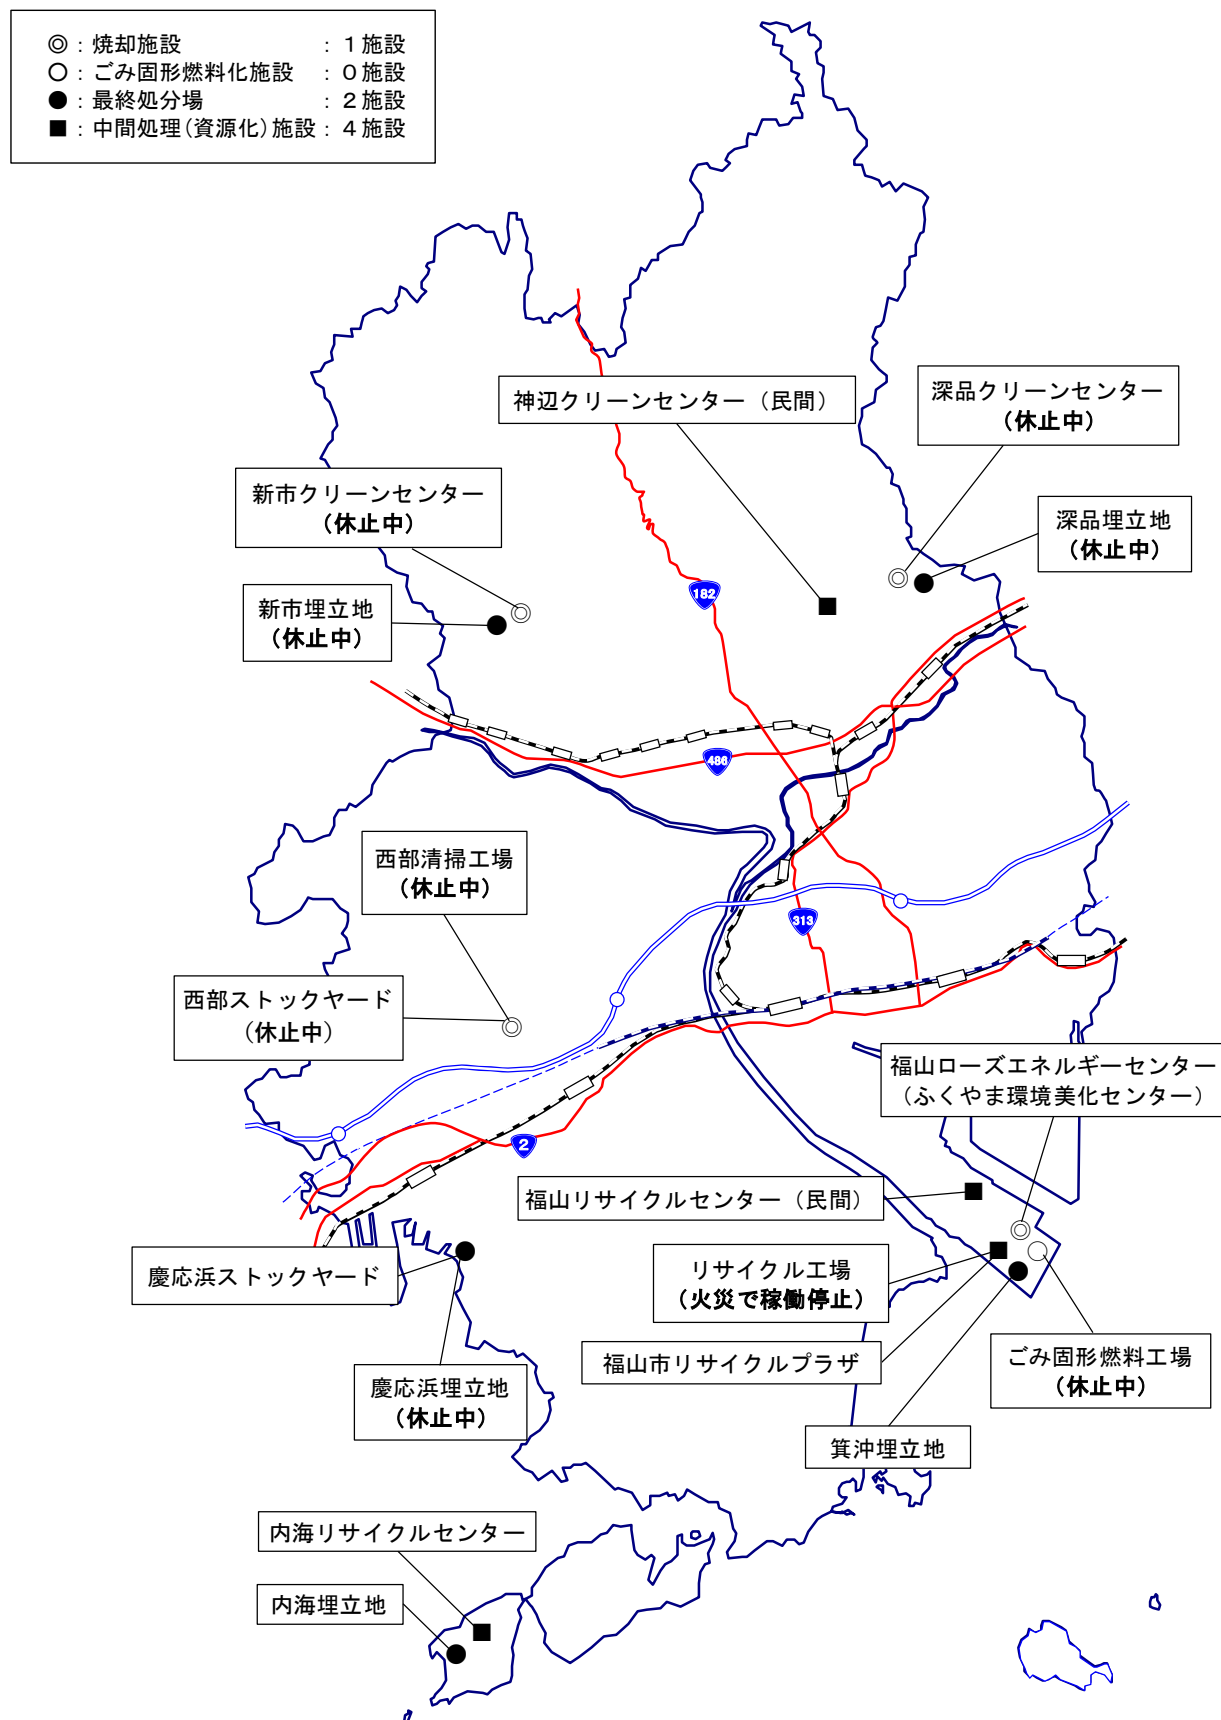 ◎：焼却施設：１施設
○：ごみ固形燃料化施設：０施設
●：最終処分場：２施設
■：中間処理(資源化)施設：４施設
神辺クリーンセンター（民間）
深品クリーンセンター
（休止中）
新市クリーンセンター
（休止中）
深品埋立地
（休止中）
新市埋立地
（休止中）
182
486
西部清掃工場
（休止中）
313
西部ストックヤード
（休止中）
福山ローズエネルギーセンター
（ふくやま環境美化センター）
2
福山リサイクルセンター（民間）
慶応浜ストックヤード
リサイクル工場
（火災で稼働停止）
福山市リサイクルプラザ
ごみ固形燃料工場
（休止中）
慶応浜埋立地
（休止中）
箕沖埋立地
内海リサイクルセンター
内海埋立地